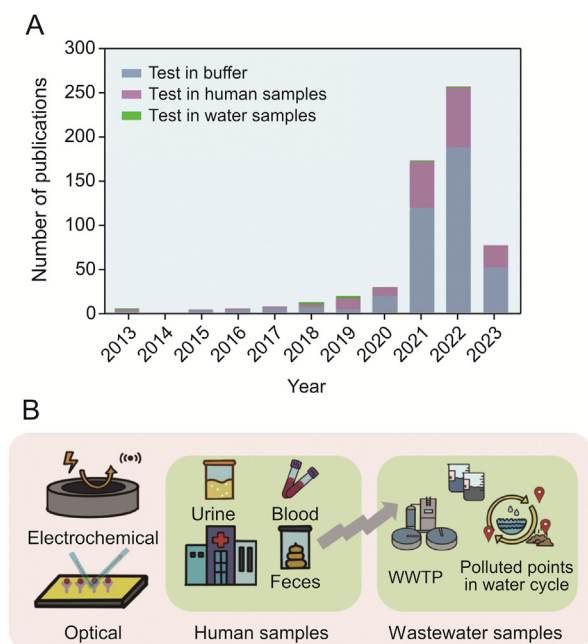 A
Number of publications
300
250
200
150
100
50
0
Test in buffer
Test in human samples
Test in water samples
2013
2014
2015
2016
2017
2018
2019
2020
2021
2022
2023
Year
B
Electrochemical
Optical
Urine
Blood
Feces
Human samples
WWTP
Polluted points
in water cycle
Wastewater samples